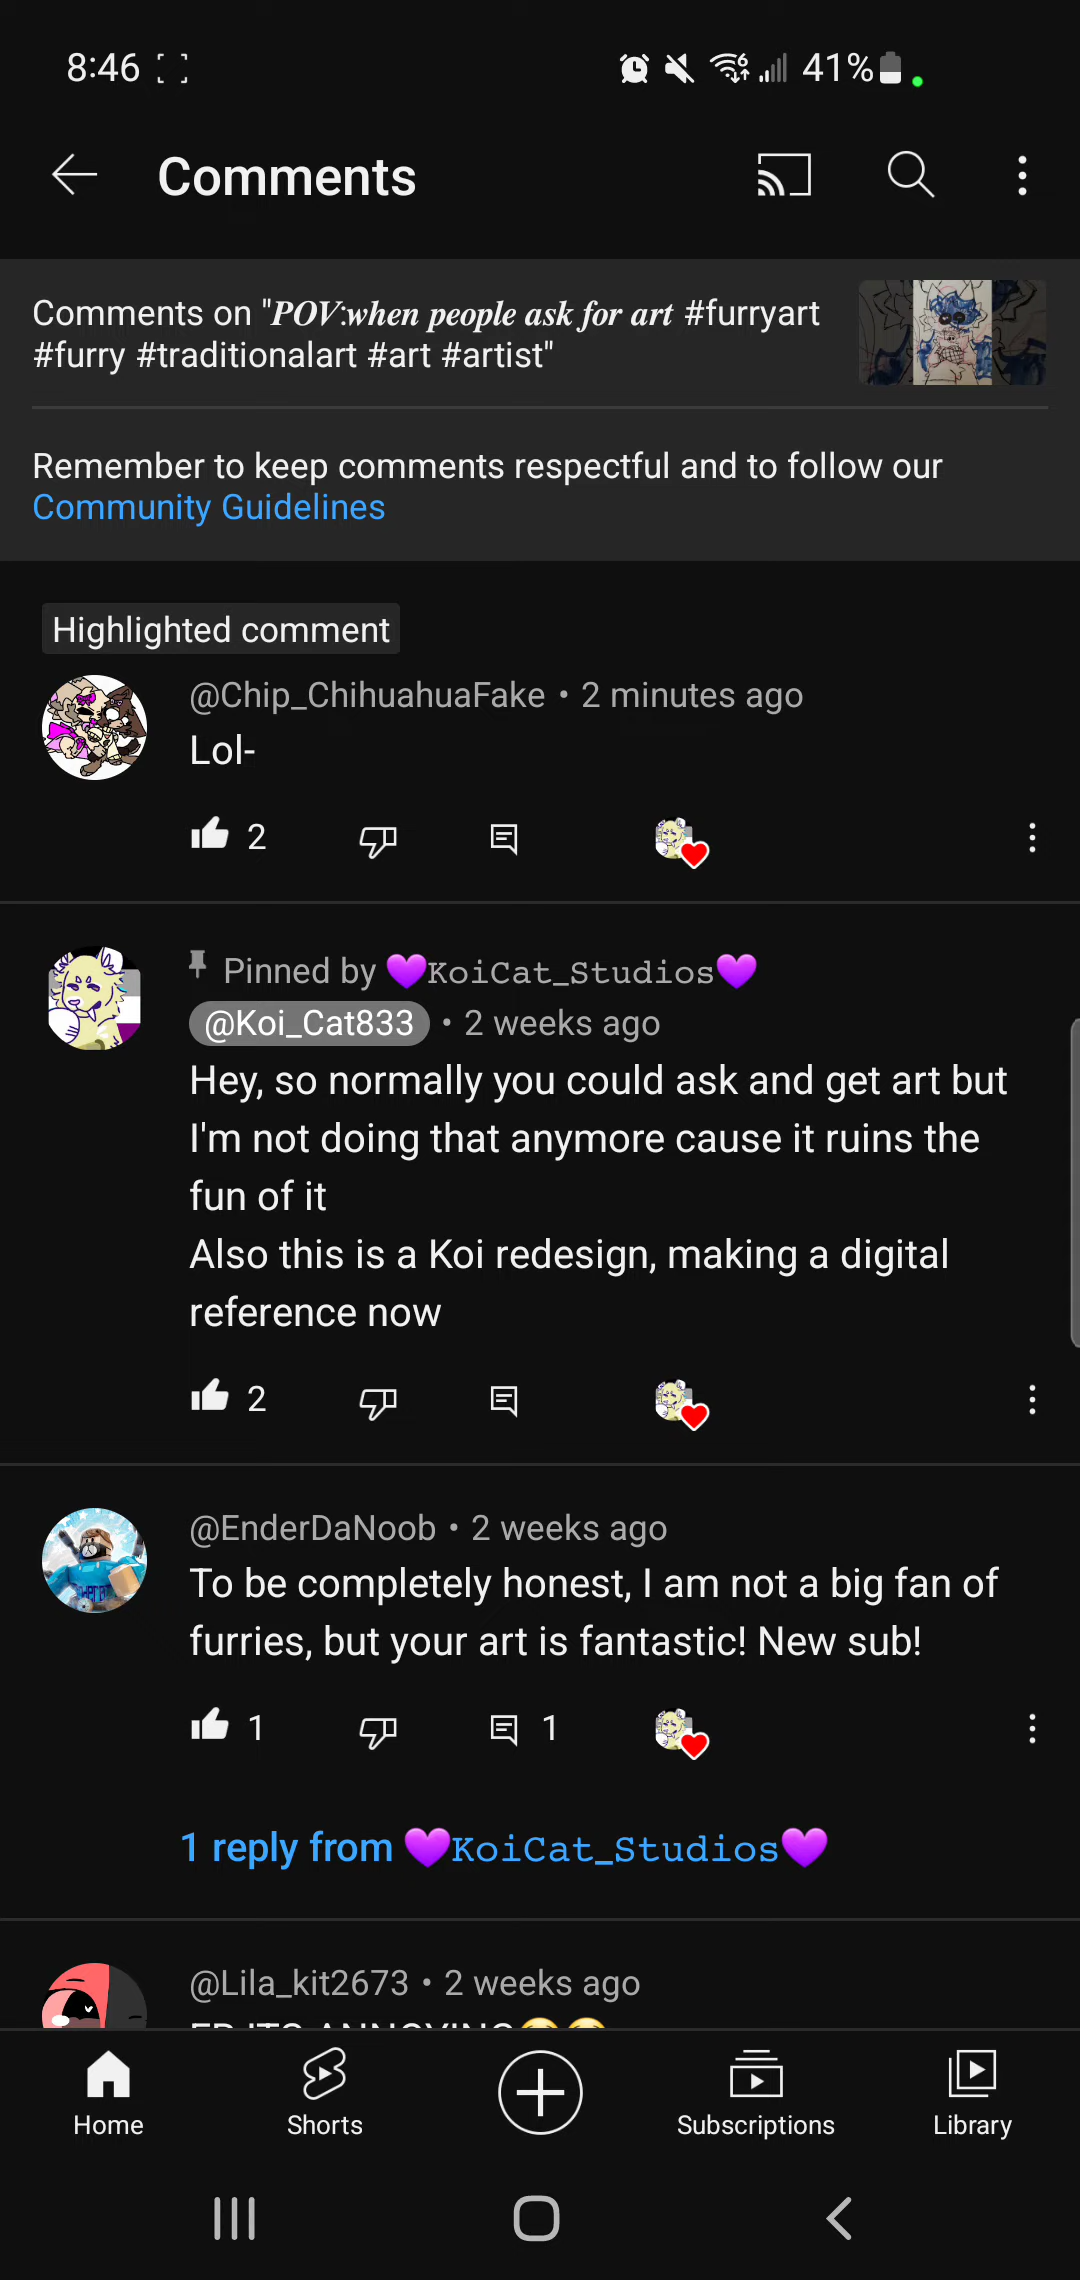 8:46
6 41%
Comments
Comments on "POV:when people ask for art #furryart
#furry #traditionalart #art #artist"
Remember to keep comments respectful and to follow our
Community Guidelines
Highlighted comment
@Chip_ChihuahuaFake • 2 minutes ago
Lol-
2
Pinned by 💜KoiCat_Studios💜
@Koi_Cat833 • 2 weeks ago
Hey, so normally you could ask and get art but
I'm not doing that anymore cause it ruins the
fun of it
Also this is a Koi redesign, making a digital
reference now
2
@EnderDaNoob • 2 weeks ago
To be completely honest, I am not a big fan of
furries, but your art is fantastic! New sub!
1 1
1 reply from 💜KoiCat_Studios💜
@Lila_kit2673 • 2 weeks ago
ITS ANNOYING
Home Shorts Subscriptions Library